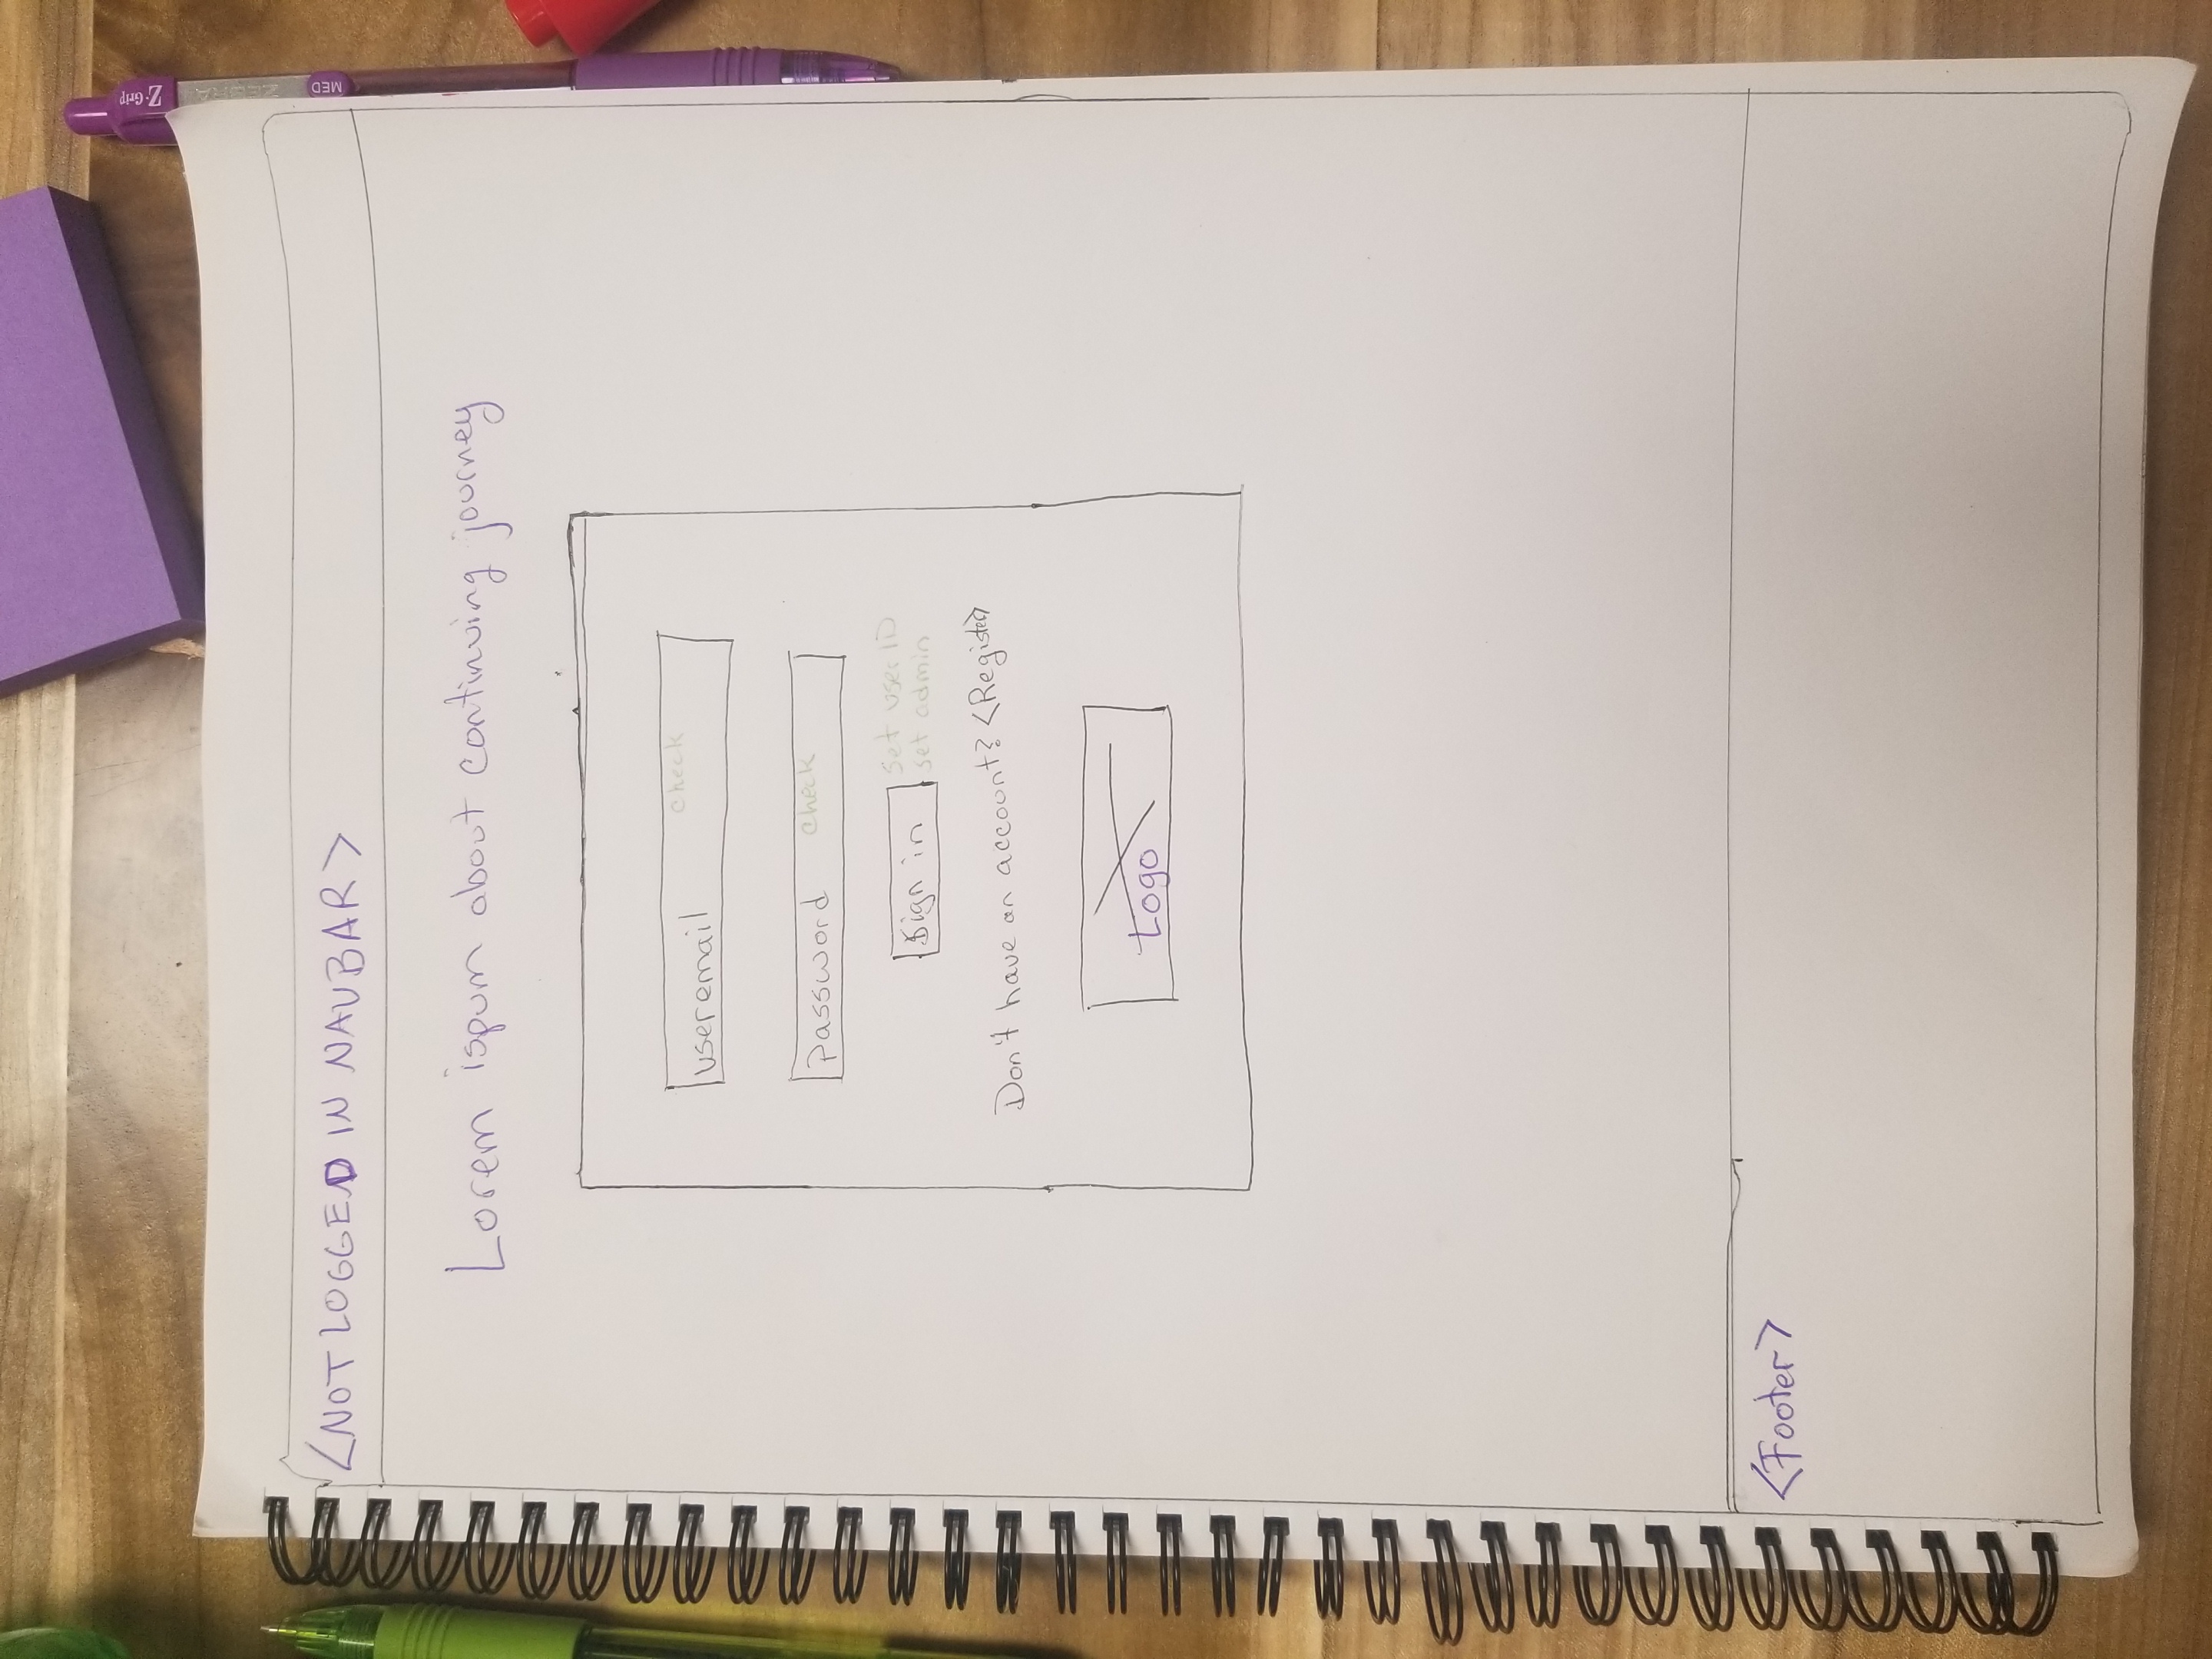 Z-Grip
ZEBRA
MED
<NOT LOGGED IN NAVBAR>
Lorem ispum about continuing journey
check
useremail
Password check
Sign in set user ID
set admin
Don't have an account? <Register>
Logo
<Footer>